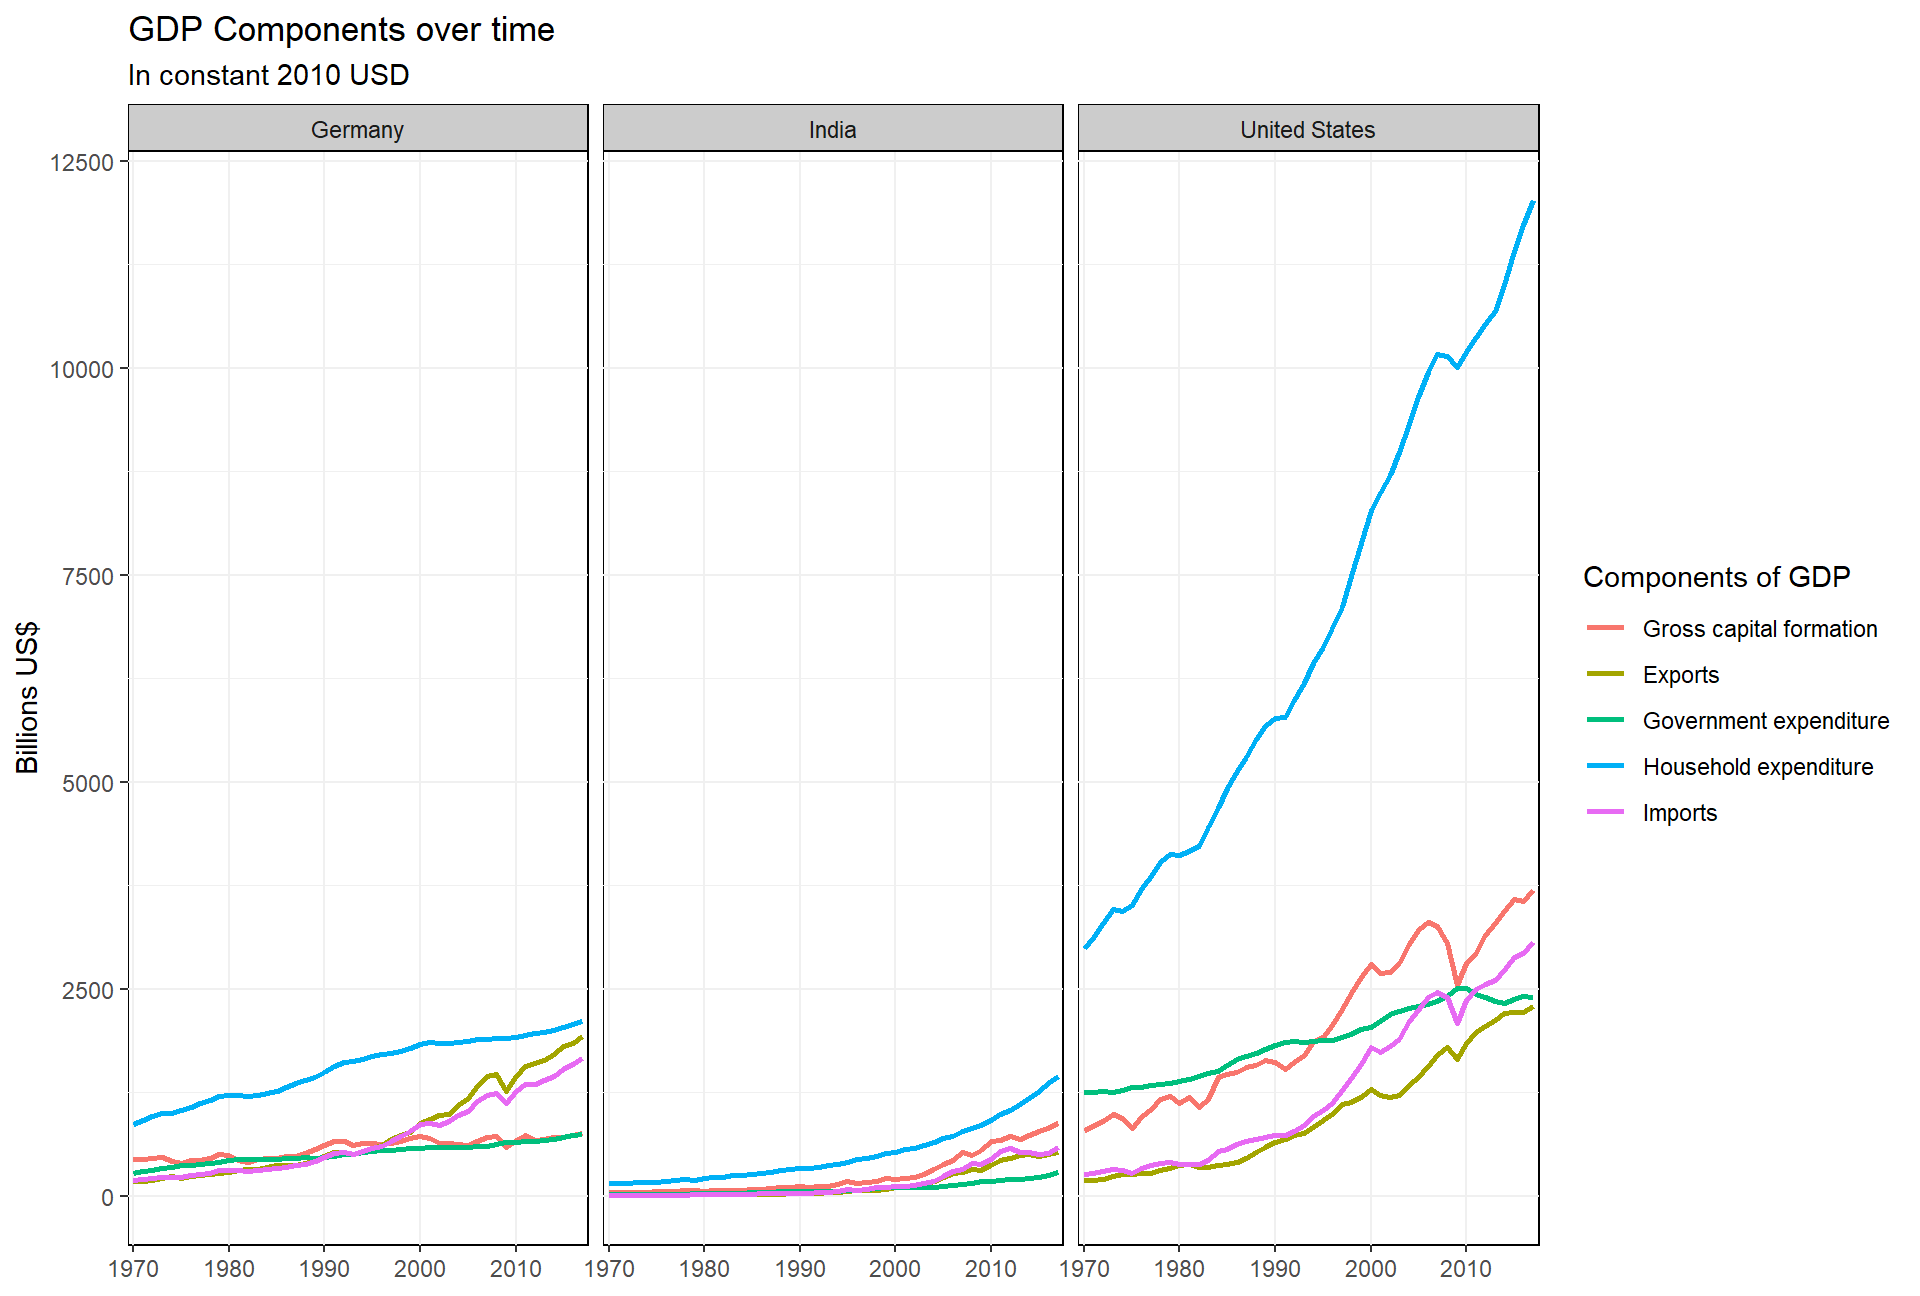 GDP Components over time
In constant 2010 USD
Germany
India
United States
12500
10000
7500
5000
2500
0
Billions US$
1970 1980 1990 2000 2010
1970 1980 1990 2000 2010
1970 1980 1990 2000 2010
Components of GDP
Gross capital formation
Exports
Government expenditure
Household expenditure
Imports